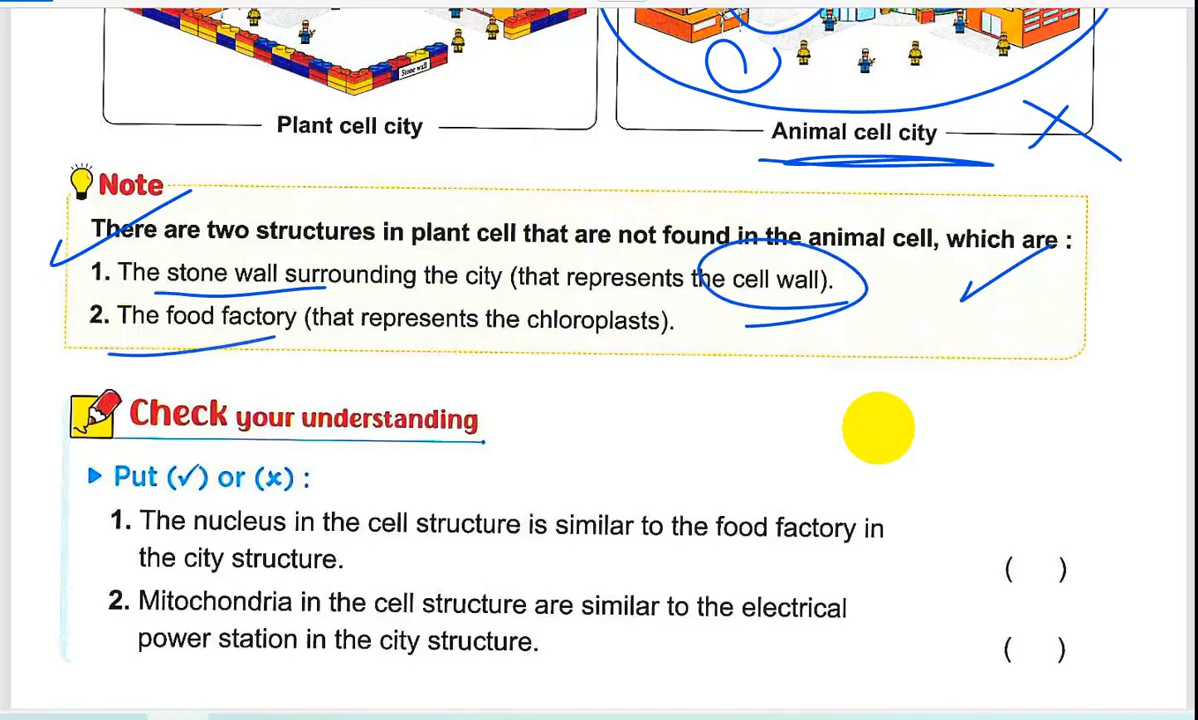 Stone wall
Plant cell city
Animal cell city
Note
There are two structures in plant cell that are not found in the animal cell, which are :
1. The stone wall surrounding the city (that represents the cell wall).
2. The food factory (that represents the chloroplasts).
Check your understanding
Put (✓) or (x) :
1. The nucleus in the cell structure is similar to the food factory in
the city structure.
( )
2. Mitochondria in the cell structure are similar to the electrical
power station in the city structure.
( )